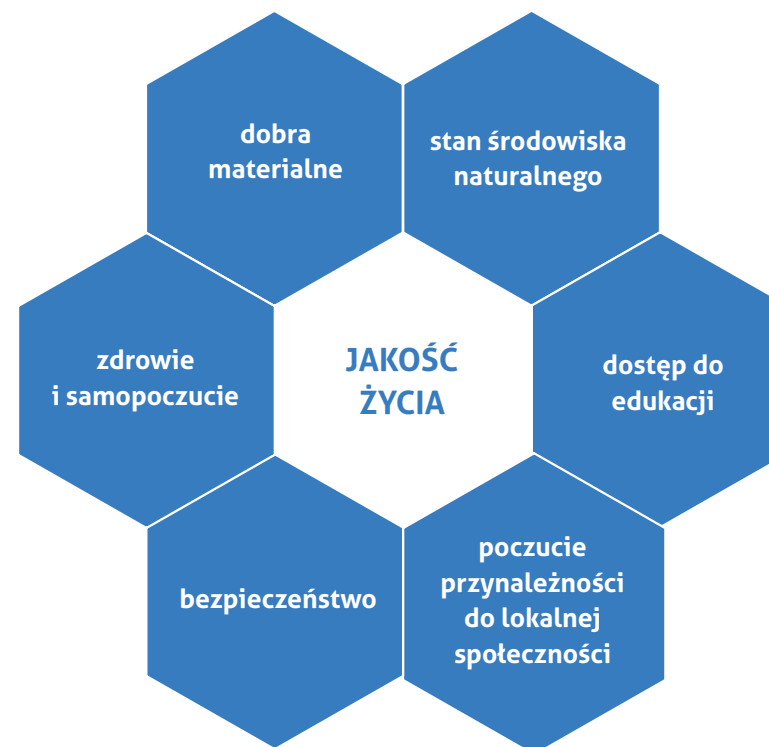 dobra
materialne
stan środowiska
naturalnego
zdrowie
i samopoczucie
JAKOŚĆ
ŻYCIA
dostęp do
edukacji
bezpieczeństwo
poczucie
przynależności
do lokalnej
społeczności